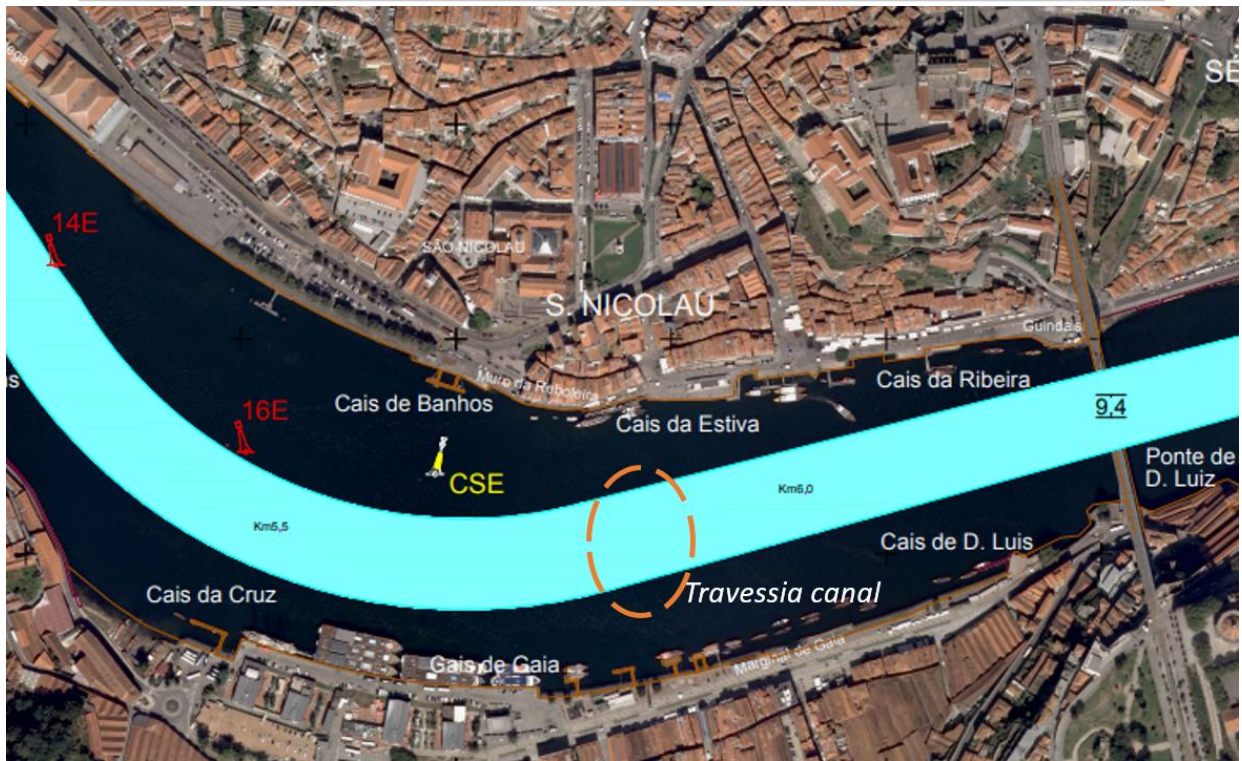 SÉ
14E
SÃO NICOLAU
S. NICOLAU
Guindais
Muro da Reboleira
Cais de Banhos
Cais da Estiva
Cais da Ribeira
16E
9,4
CSE
Ponte de
D. Luiz
Km6,0
Km5,5
Cais de D. Luis
Cais da Cruz
Travessia canal
Cais de Gaia
Marginal de Gaia